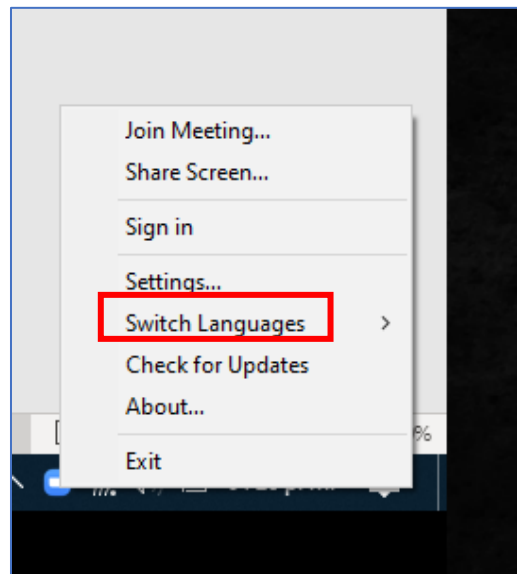 Join Meeting...
Share Screen...
Sign in
Settings...
Switch Languages
Check for Updates
About...
%
Exit